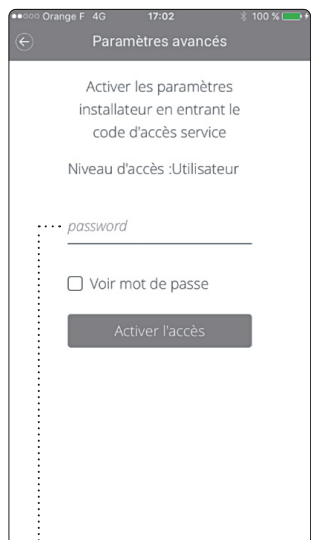 Orange F 4G 17:02 100 %
Paramètres avancés
Activer les paramètres
installateur en entrant le
code d'accès service
Niveau d'accès :Utilisateur
password
Voir mot de passe
Activer l'accès